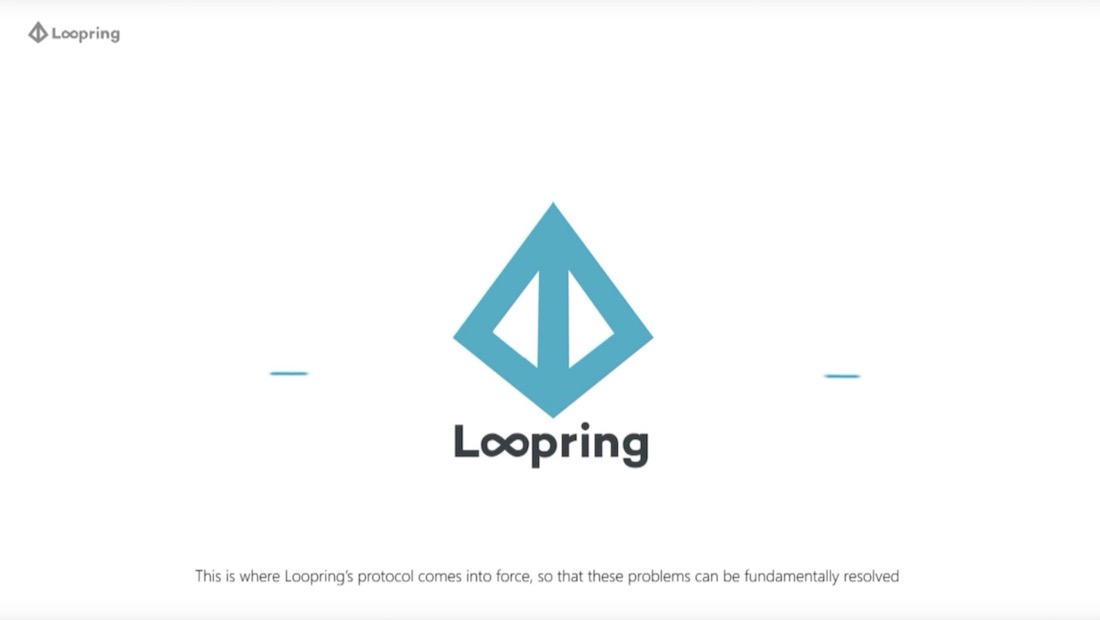 Loopring
Loopring
This is where Loopring's protocol comes into force, so that these problems can be fundamentally resolved